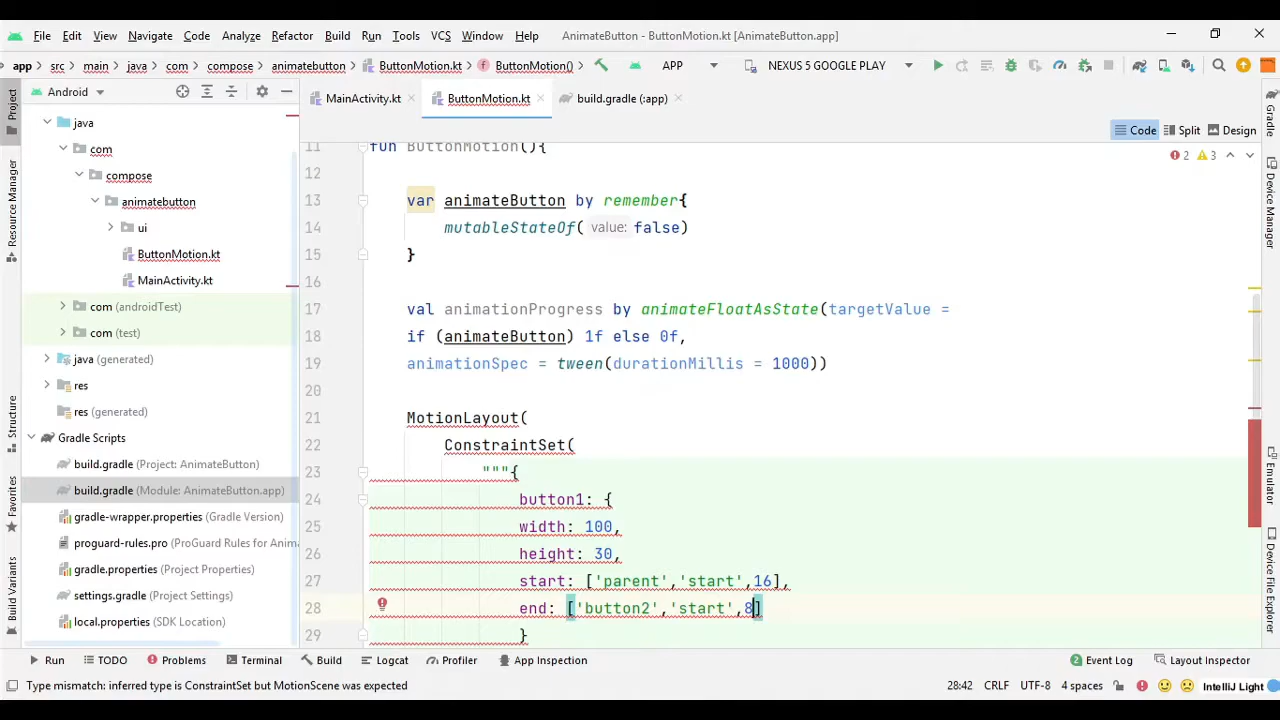 File Edit View Navigate Code Analyze Refactor Build Run Tools VCS Window Help AnimateButton - ButtonMotion.kt [AnimateButton.app]
app src main java com compose animatebutton ButtonMotion.kt ButtonMotion() APP NEXUS 5 GOOGLE PLAY
Android
MainActivity.kt ButtonMotion.kt build.gradle (:app)
Code Split Design
2 3
Project
Resource Manager
Structure
Favorites
Build Variants
java
com
compose
animatebutton
ui
ButtonMotion.kt
MainActivity.kt
com (androidTest)
com (test)
java (generated)
res
res (generated)
Gradle Scripts
build.gradle (Project: AnimateButton)
build.gradle (Module: AnimateButton.app)
gradle-wrapper.properties (Gradle Version)
proguard-rules.pro (ProGuard Rules for Anim
gradle.properties (Project Properties)
settings.gradle (Project Settings)
local.properties (SDK Location)
11 fun ButtonMotion(){
12
13 var animateButton by remember{
14 mutableStateOf( value: false)
15 }
16
17 val animationProgress by animateFloatAsState(targetValue =
18 if (animateButton) 1f else 0f,
19 animationSpec = tween(durationMillis = 1000))
20
21 MotionLayout(
22 ConstraintSet(
23 """{
24 button1: {
25 width: 100,
26 height: 30,
27 start: ['parent','start',16],
28 end: ['button2','start',8]
29 }
Gradle
Device Manager
Emulator
Device File Explorer
Run TODO Problems Terminal Build Logcat Profiler App Inspection Event Log Layout Inspector
Type mismatch: inferred type is ConstraintSet but MotionScene was expected 28:42 CRLF UTF-8 4 spaces IntelliJ Light